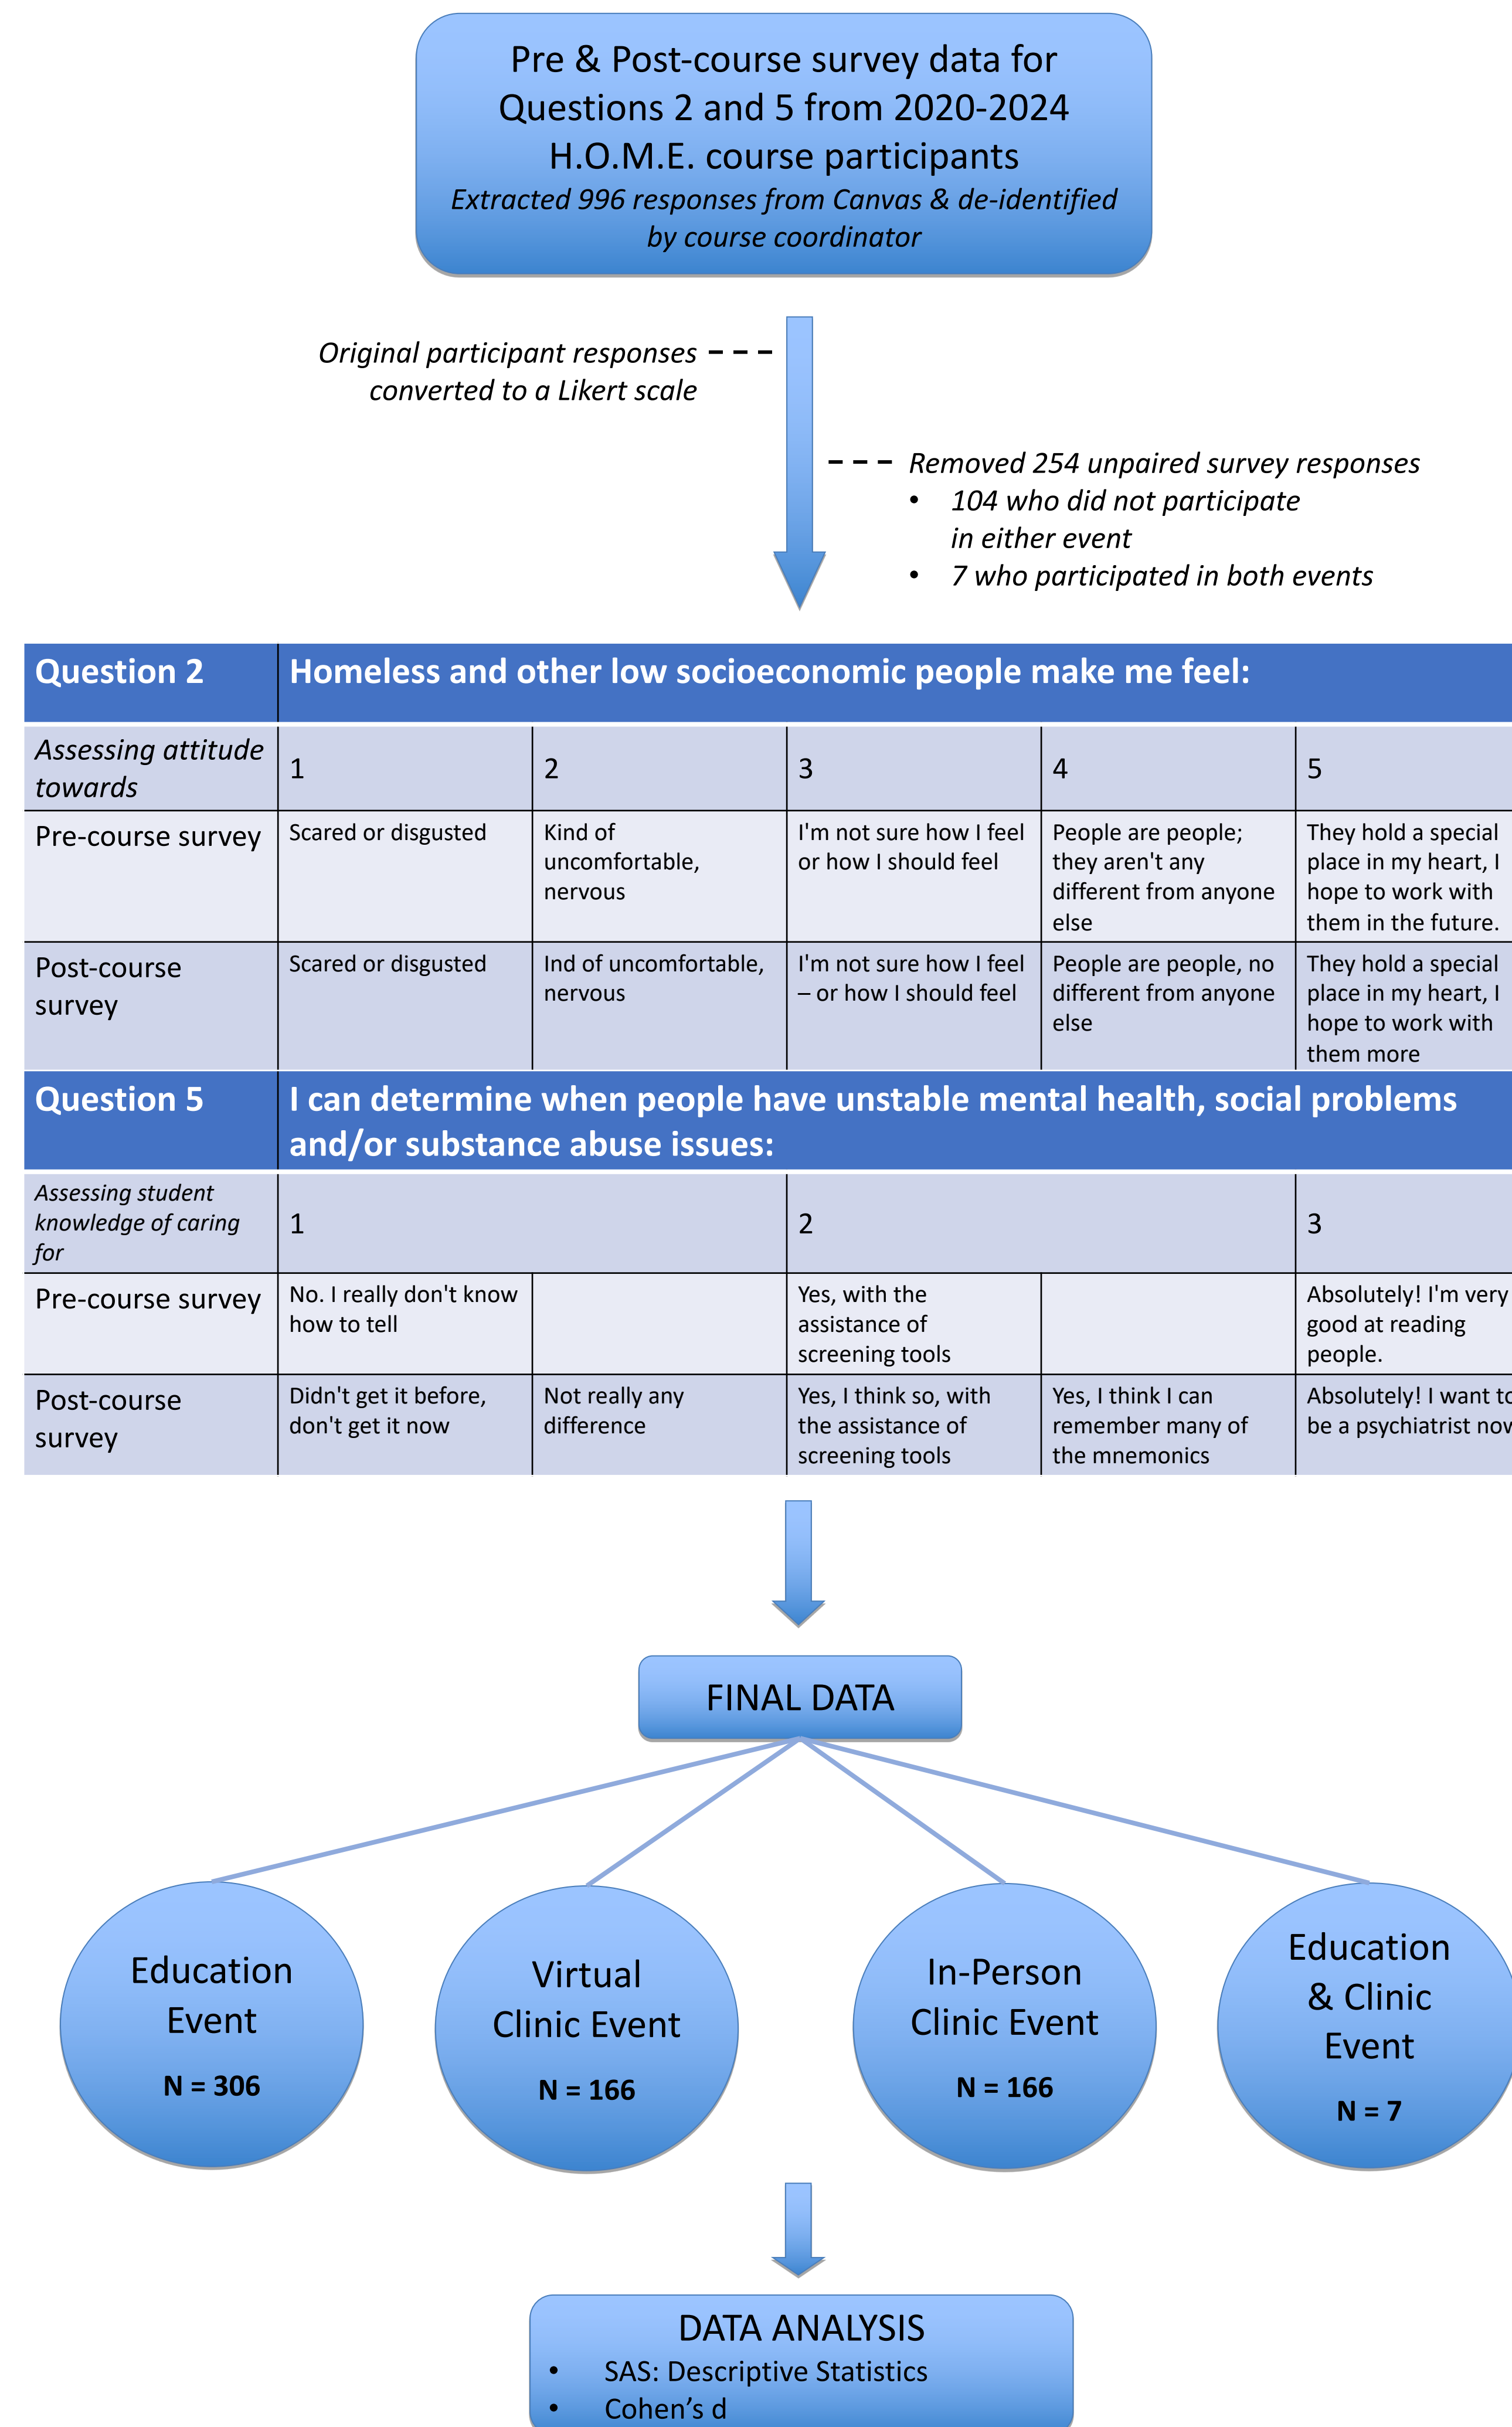 Pre & Post-course survey data for
Questions 2 and 5 from 2020-2024
H.O.M.E. course participants
Extracted 996 responses from Canvas & de-identified
by course coordinator
Original participant responses
converted to a Likert scale
Removed 254 unpaired survey responses
• 104 who did not participate
in either event
• 7 who participated in both events
Question 2
Homeless and other low socioeconomic people make me feel:
Assessing attitude
towards
1
2
3
4
5
Pre-course survey
Scared or disgusted
Kind of
uncomfortable,
nervous
I'm not sure how I feel
or how I should feel
People are people;
they aren't any
different from anyone
else
They hold a special
place in my heart, I
hope to work with
them in the future.
Post-course
survey
Scared or disgusted
Ind of uncomfortable,
nervous
I'm not sure how I feel
– or how I should feel
People are people, no
different from anyone
else
They hold a special
place in my heart, I
hope to work with
them more
Question 5
I can determine when people have unstable mental health, social problems
and/or substance abuse issues:
Assessing student
knowledge of caring
for
1
2
3
Pre-course survey
No. I really don't know
how to tell
Yes, with the
assistance of
screening tools
Absolutely! I'm very
good at reading
people.
Post-course
survey
Didn't get it before,
don't get it now
Not really any
difference
Yes, I think so, with
the assistance of
screening tools
Yes, I think I can
remember many of
the mnemonics
Absolutely! I want to
be a psychiatrist now
FINAL DATA
Education
Event
N = 306
Virtual
Clinic Event
N = 166
In-Person
Clinic Event
N = 166
Education
& Clinic
Event
N = 7
DATA ANALYSIS
• SAS: Descriptive Statistics
• Cohen’s d